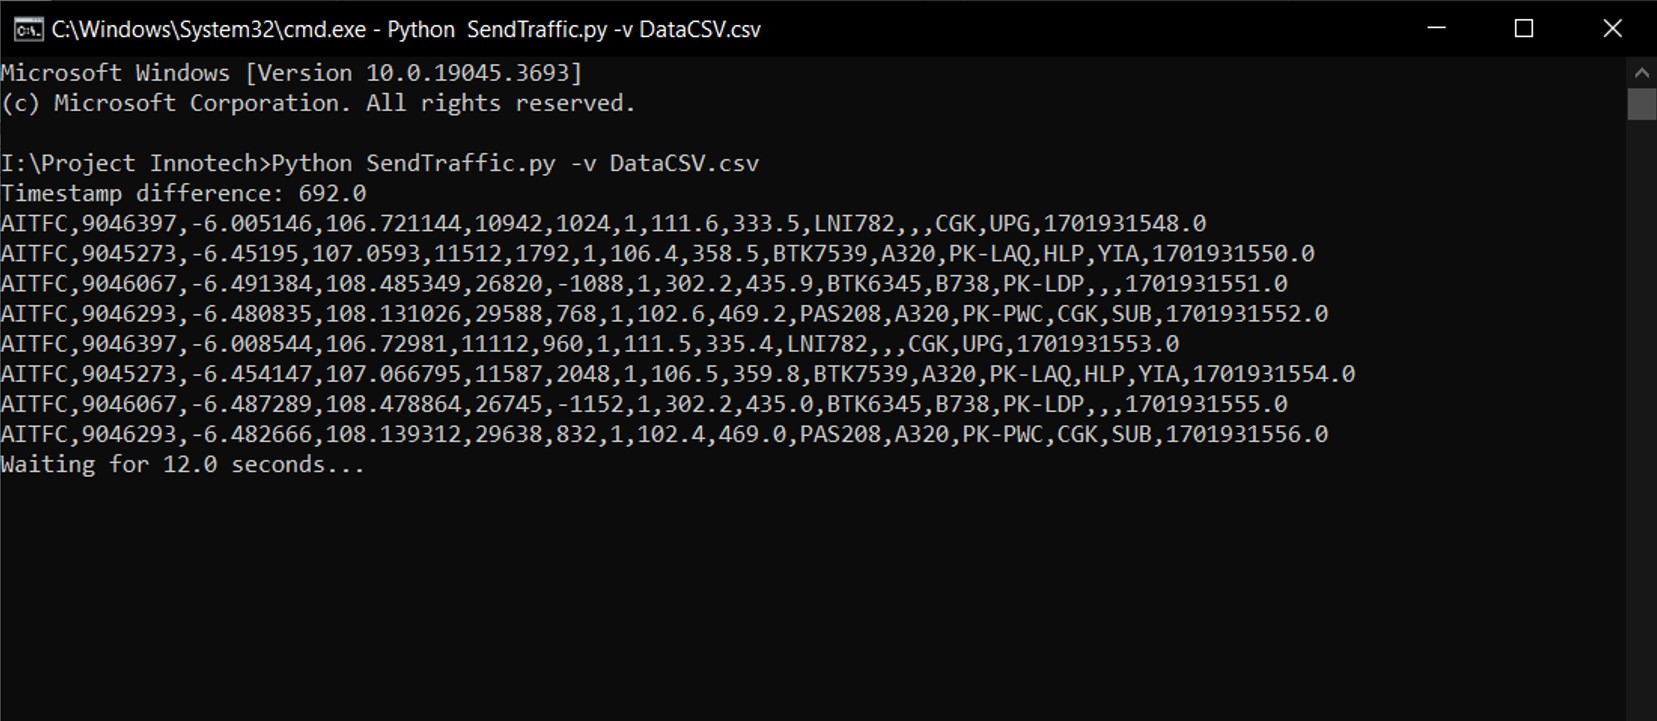 C:\Windows\System32\cmd.exe - Python  SendTraffic.py -v DataCSV.csv
Microsoft Windows [Version 10.0.19045.3693]
(c) Microsoft Corporation. All rights reserved.
I:\Project Innotech>Python SendTraffic.py -v DataCSV.csv
Timestamp difference: 692.0
AITFC,9046397,-6.005146,106.721144,10942,1024,1,111.6,333.5,LNI782,,,CGK,UPG,1701931548.0
AITFC,9045273,-6.45195,107.0593,11512,1792,1,106.4,358.5,BTK7539,A320,PK-LAQ,HLP,YIA,1701931550.0
AITFC,9046067,-6.491384,108.485349,26820,-1088,1,302.2,435.9,BTK6345,B738,PK-LDP,,,1701931551.0
AITFC,9046293,-6.480835,108.131026,29588,768,1,102.6,469.2,PAS208,A320,PK-PWC,CGK,SUB,1701931552.0
AITFC,9046397,-6.008544,106.72981,11112,960,1,111.5,335.4,LNI782,,,CGK,UPG,1701931553.0
AITFC,9045273,-6.454147,107.066795,11587,2048,1,106.5,359.8,BTK7539,A320,PK-LAQ,HLP,YIA,1701931554.0
AITFC,9046067,-6.487289,108.478864,26745,-1152,1,302.2,435.0,BTK6345,B738,PK-LDP,,,1701931555.0
AITFC,9046293,-6.482666,108.139312,29638,832,1,102.4,469.0,PAS208,A320,PK-PWC,CGK,SUB,1701931556.0
Waiting for 12.0 seconds...